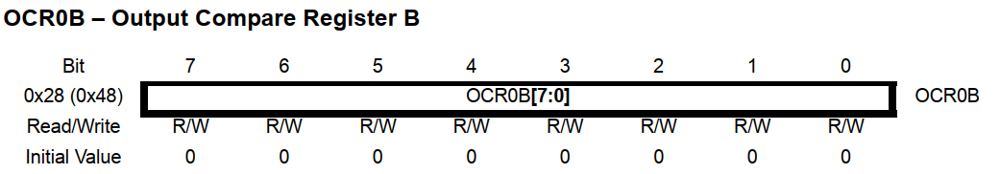 OCR0B – Output Compare Register B
Bit 7 6 5 4 3 2 1 0
0x28 (0x48) OCR0B[7:0] OCR0B
Read/Write R/W R/W R/W R/W R/W R/W R/W R/W
Initial Value 0 0 0 0 0 0 0 0